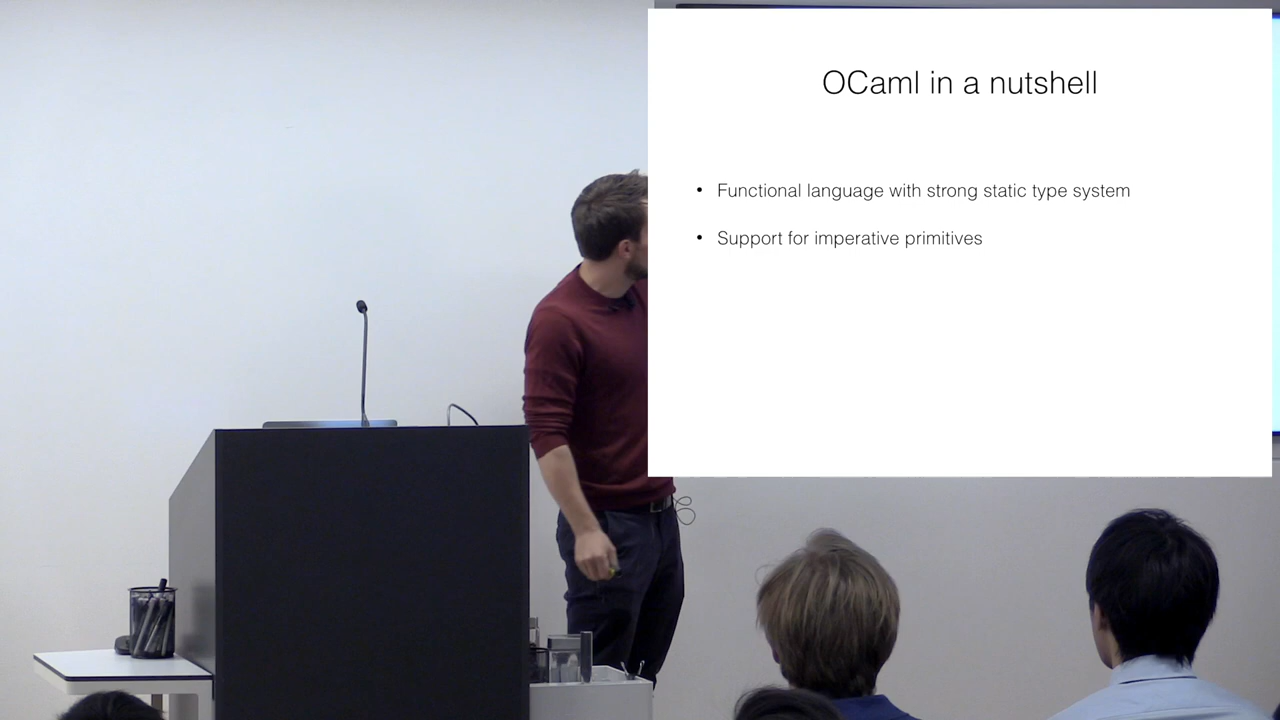 OCaml in a nutshell
• Functional language with strong static type system
• Support for imperative primitives